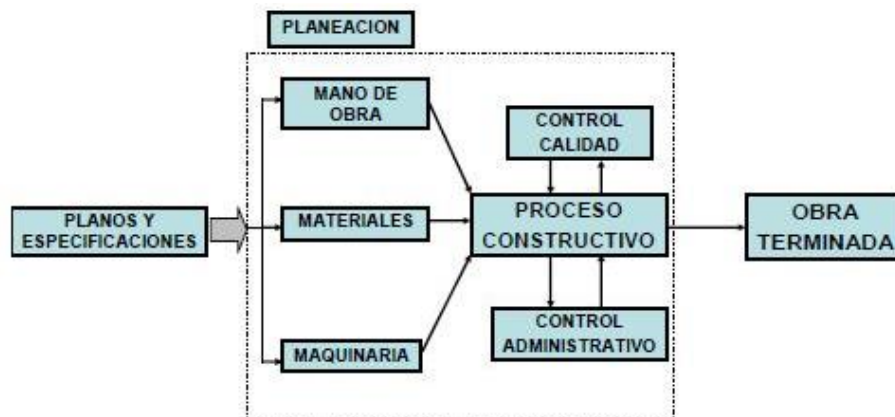 PLANEACION
MANO DE
OBRA
CONTROL
CALIDAD
PLANOS Y
ESPECIFICACIONES
MATERIALES
PROCESO
CONSTRUCTIVO
OBRA
TERMINADA
MAQUINARIA
CONTROL
ADMINISTRATIVO